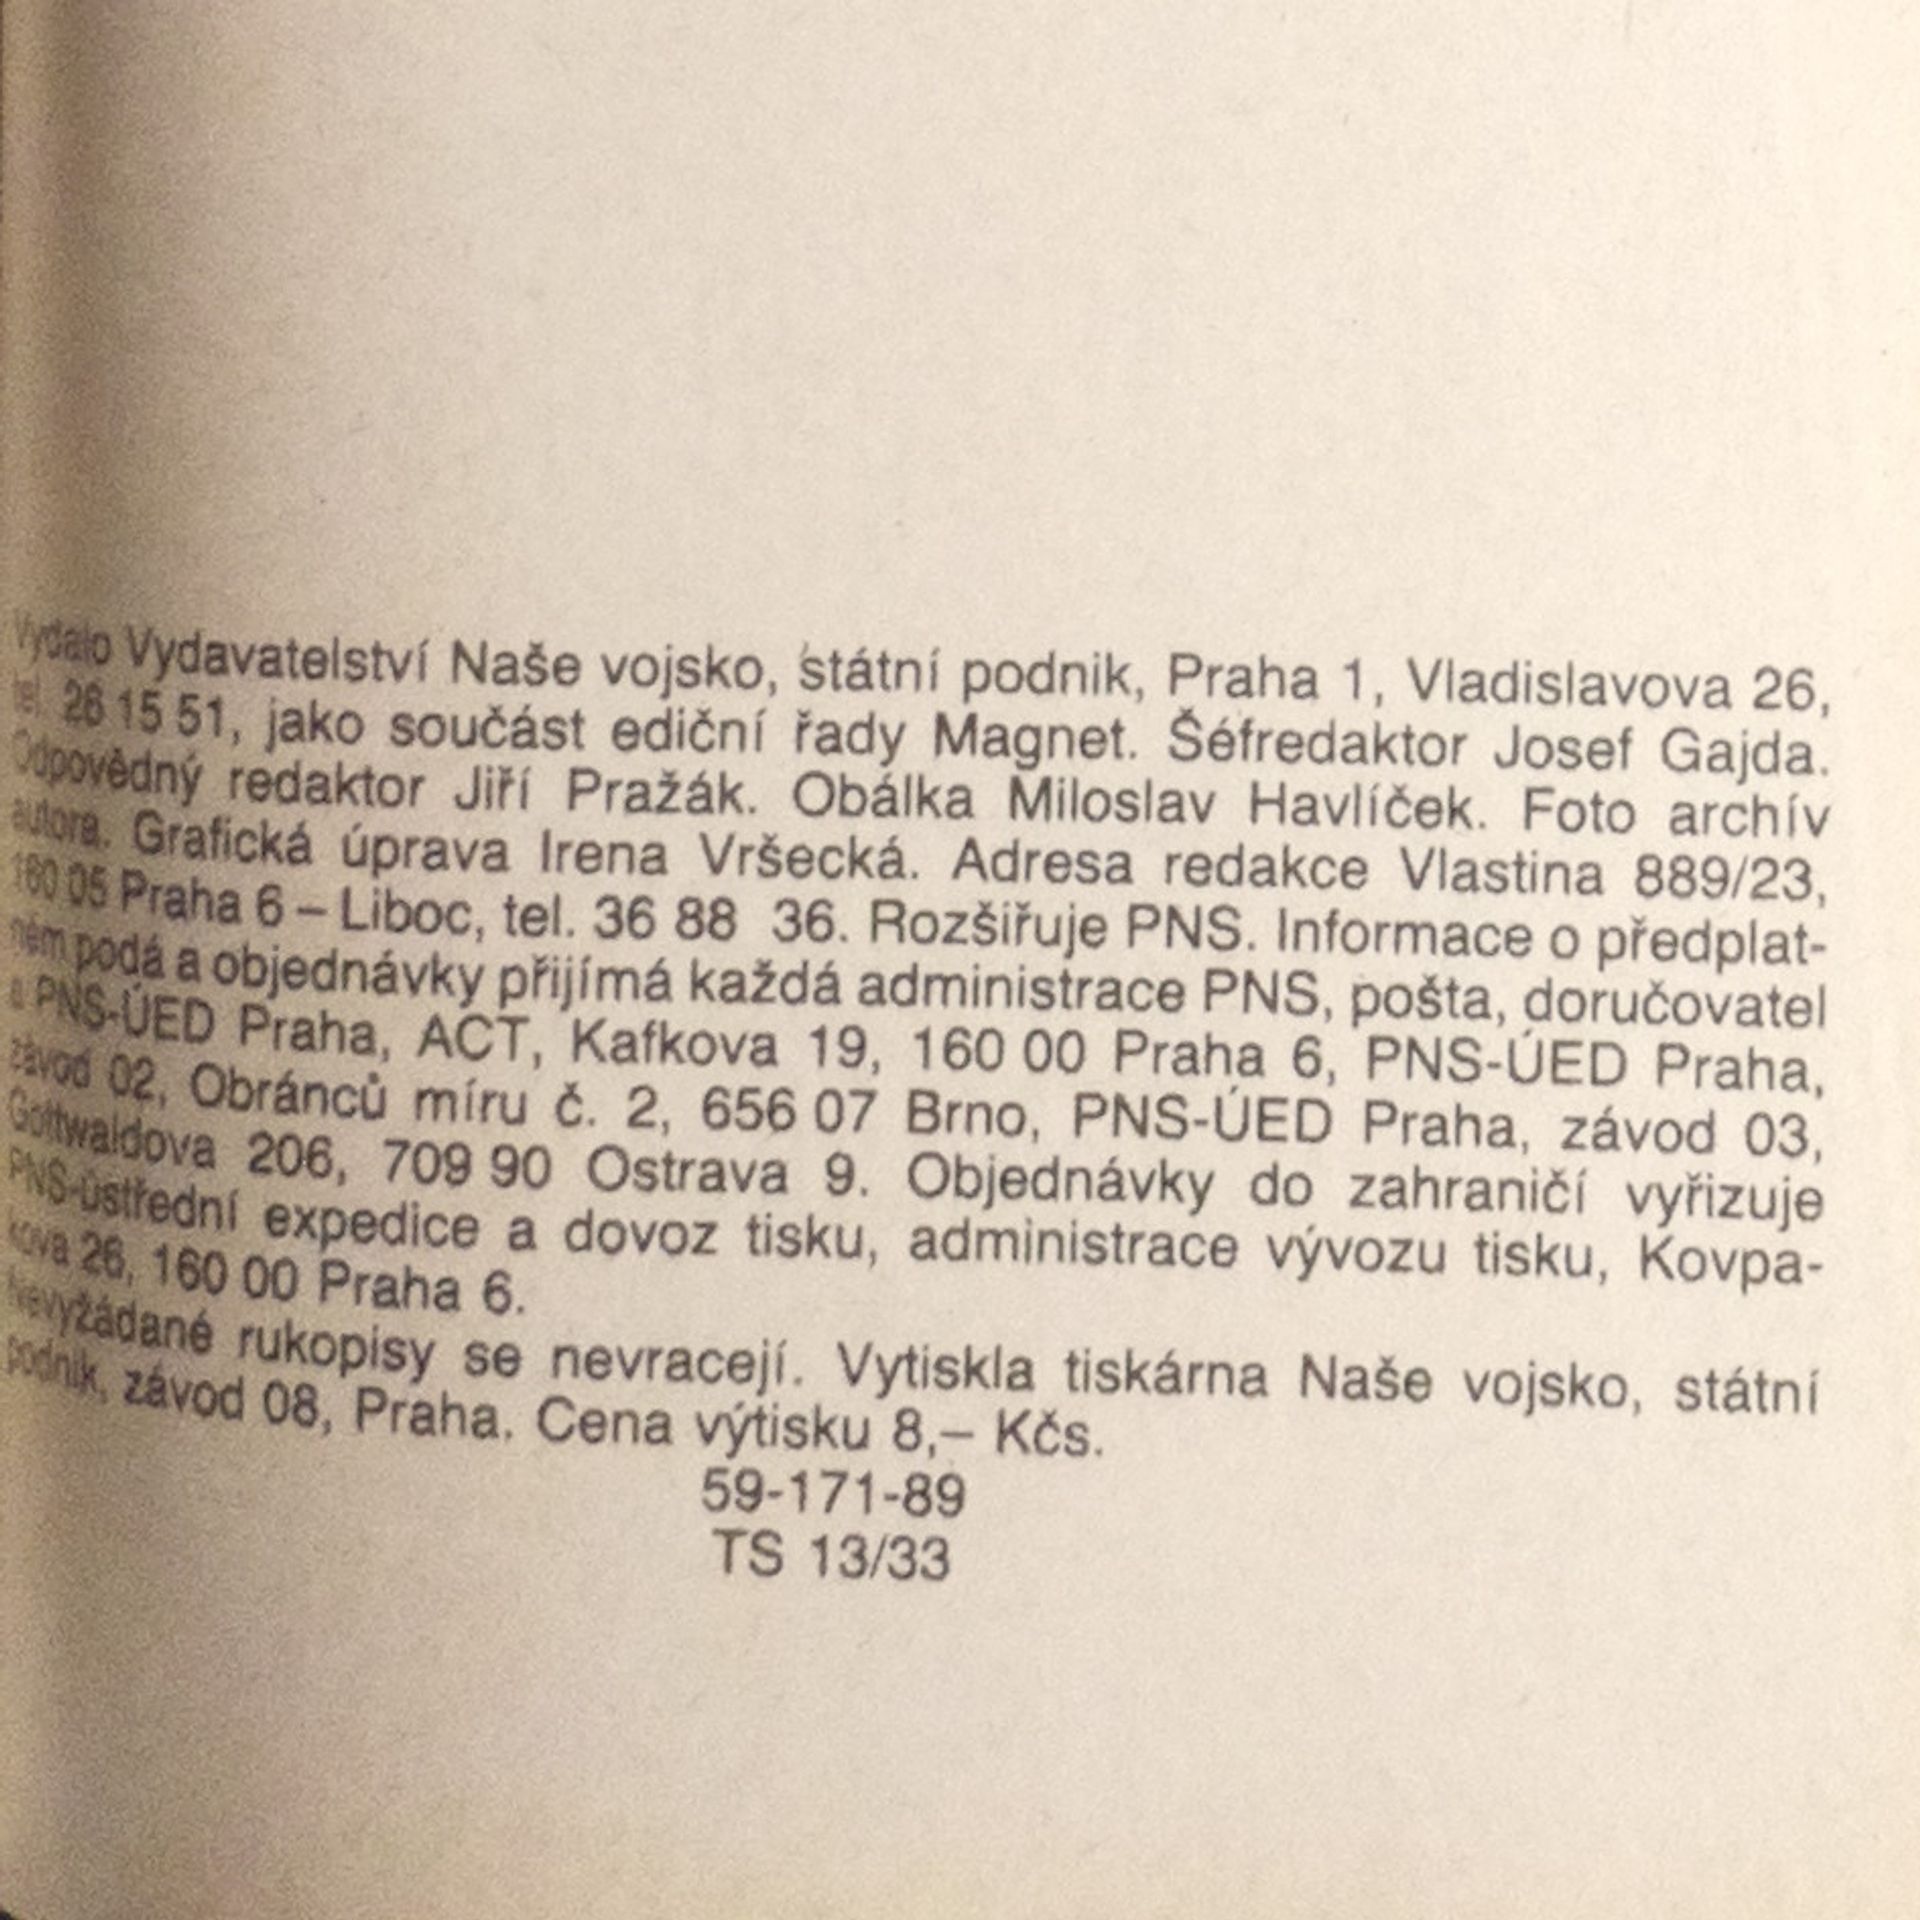 Vydalo Vydavatelství Naše vojsko, státní podnik, Praha 1, Vladislavova 26,
tel. 26 15 51, jako součást ediční řady Magnet. Šéfredaktor Josef Gajda.
Odpovědný redaktor Jiří Pražák. Obálka Miloslav Havlíček. Foto archív
autora. Grafická úprava Irena Vršecká. Adresa redakce Vlastina 889/23,
160 05 Praha 6 – Liboc, tel. 36 88 36. Rozšiřuje PNS. Informace o předplat-
ném podá a objednávky přijímá každá administrace PNS, pošta, doručovatel
a PNS-ÚED Praha, ACT, Kafkova 19, 160 00 Praha 6, PNS-ÚED Praha,
závod 02, Obránců míru č. 2, 656 07 Brno, PNS-ÚED Praha, závod 03,
Gottwaldova 206, 709 90 Ostrava 9. Objednávky do zahraničí vyřizuje
PNS-ústřední expedice a dovoz tisku, administrace vývozu tisku, Kovpa-
kova 26, 160 00 Praha 6.
Nevyžádané rukopisy se nevracejí. Vytiskla tiskárna Naše vojsko, státní
podnik, závod 08, Praha. Cena výtisku 8,– Kčs.
59-171-89
TS 13/33